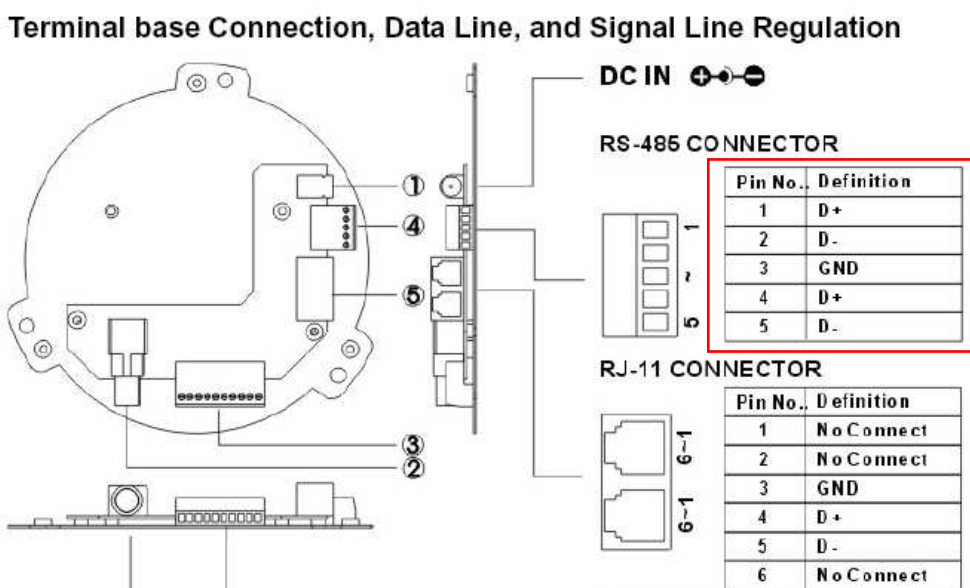 Terminal base Connection, Data Line, and Signal Line Regulation
DC IN
RS-485 CONNECTOR
Pin No.. Definition
1 D+
2 D-
3 GND
4 D+
5 D-
1 ~ 5
①
④
⑤
③
②
RJ-11 CONNECTOR
Pin No.. Definition
1 No Connect
2 No Connect
3 GND
4 D+
5 D-
6 No Connect
6~1
6~1